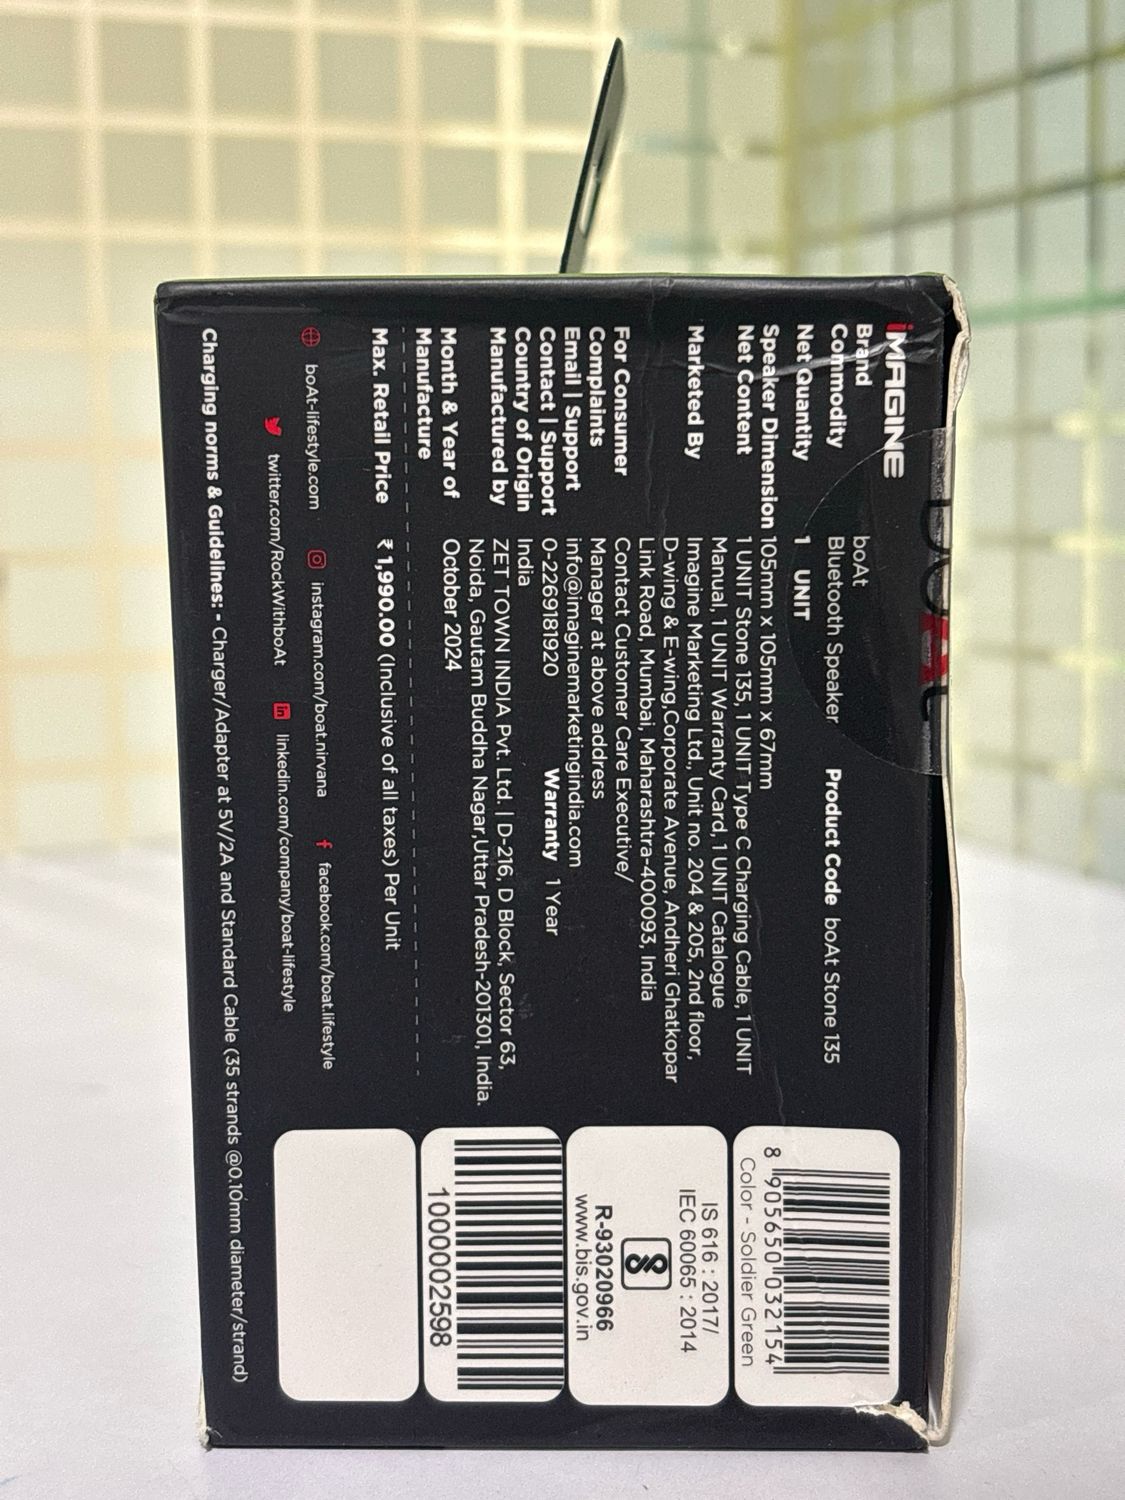 iMAGINE
Brand boAt
Commodity Bluetooth Speaker Product Code boAt Stone 135
Net Quantity 1 UNIT
Speaker Dimension 105mm x 105mm x 67mm
Net Content 1 UNIT Stone 135, 1 UNIT Type C Charging Cable, 1 UNIT
Manual, 1 UNIT Warranty Card, 1 UNIT Catalogue
Marketed By Imagine Marketing Ltd., Unit no. 204 & 205, 2nd floor,
D-wing & E-wing,Corporate Avenue, Andheri Ghatkopar
Link Road, Mumbai, Maharashtra-400093, India
For Consumer Contact Customer Care Executive/
Complaints Manager at above address
Email | Support info@imaginemarketingindia.com
Contact | Support 0-2269181920 Warranty 1 Year
Country of Origin India
Manufactured by ZET TOWN INDIA Pvt. Ltd. | D-216, D Block, Sector 63,
Noida, Gautam Buddha Nagar,Uttar Pradesh-201301, India.
Month & Year of October 2024
Manufacture
Max. Retail Price ₹ 1,990.00 (Inclusive of all taxes) Per Unit
boAt-lifestyle.com instagram.com/boat.nirvana facebook.com/boat.lifestyle
twitter.com/RockWithboAt linkedin.com/company/boat-lifestyle
Charging norms & Guidelines: - Charger/Adapter at 5V/2A and Standard Cable (35 strands @0.10mm diameter/strand)
8 905650 032154
Color - Soldier Green
IS 616 : 2017/
IEC 60065 : 2014
R-93020966
www.bis.gov.in
1000002598
boAt